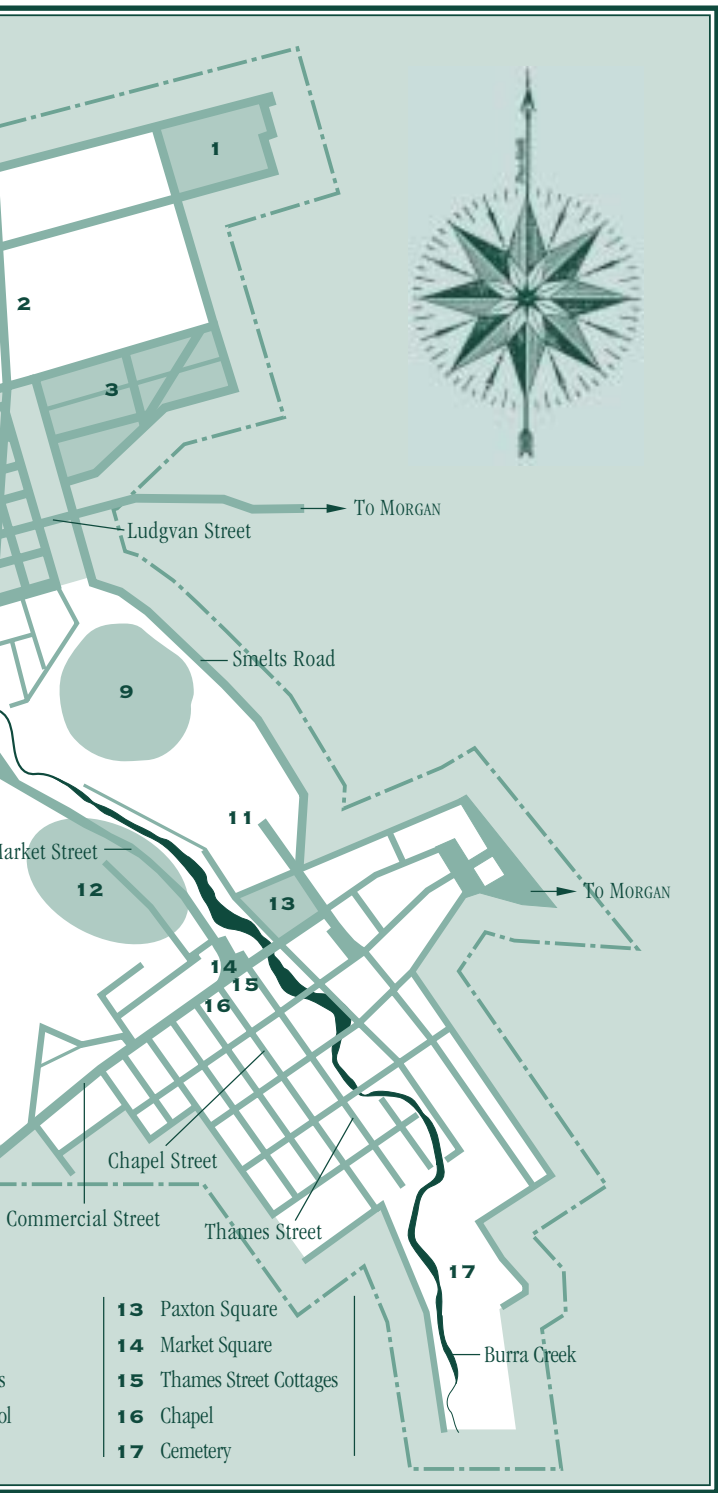 1
2
3
To Morgan
Ludgvan Street
Smelts Road
9
11
arket Street
12
13
To Morgan
14
15
16
Chapel Street
Commercial Street
Thames Street
17
13 Paxton Square
14 Market Square
Burra Creek
s
15 Thames Street Cottages
ol
16 Chapel
17 Cemetery